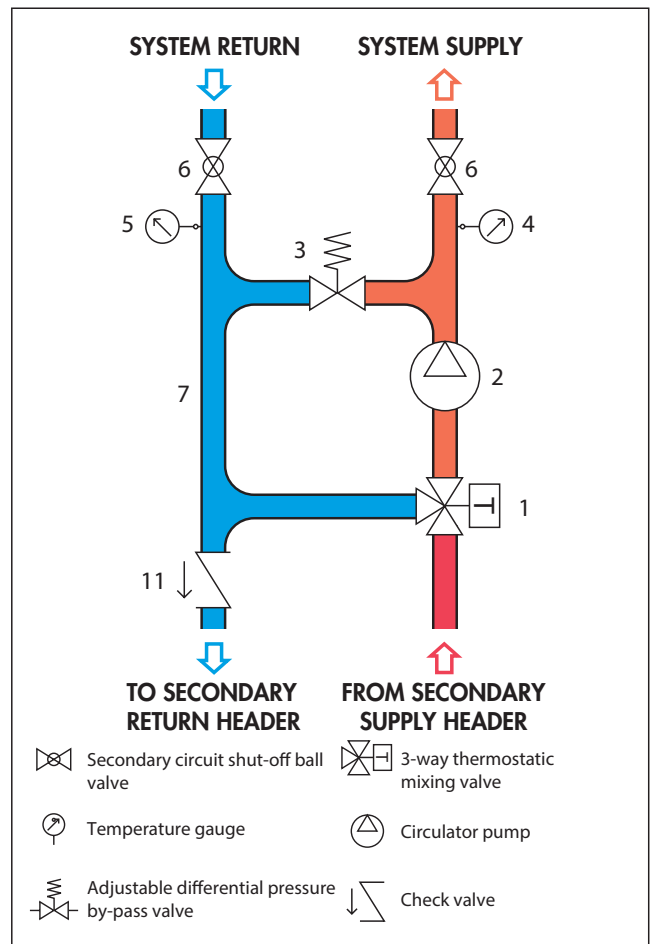 SYSTEM RETURN
SYSTEM SUPPLY
6
6
5
4
3
2
7
1
11
TO SECONDARY
RETURN HEADER
FROM SECONDARY
SUPPLY HEADER
Secondary circuit shut-off ball
valve
3-way thermostatic
mixing valve
Temperature gauge
Circulator pump
Adjustable differential pressure
by-pass valve
Check valve